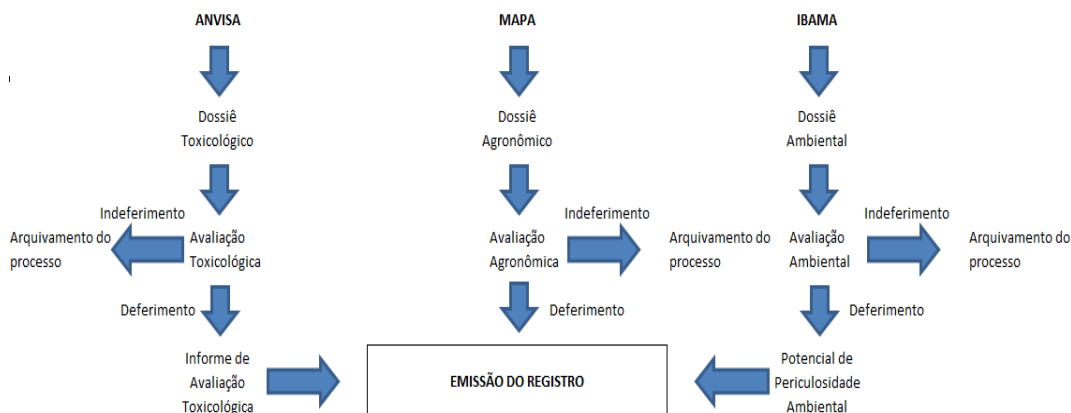 ANVISA
MAPA
IBAMA
Dossiê
Toxicológico
Dossiê
Agronômico
Dossiê
Ambiental
Indeferimento
Indeferimento
Indeferimento
Arquivamento do
processo
Avaliação
Toxicológica
Avaliação
Agronômica
Arquivamento do
processo
Avaliação
Ambiental
Arquivamento do
processo
Deferimento
Deferimento
Deferimento
Informe de
Avaliação
Toxicológica
EMISSÃO DO REGISTRO
Potencial de
Periculosidade
Ambiental